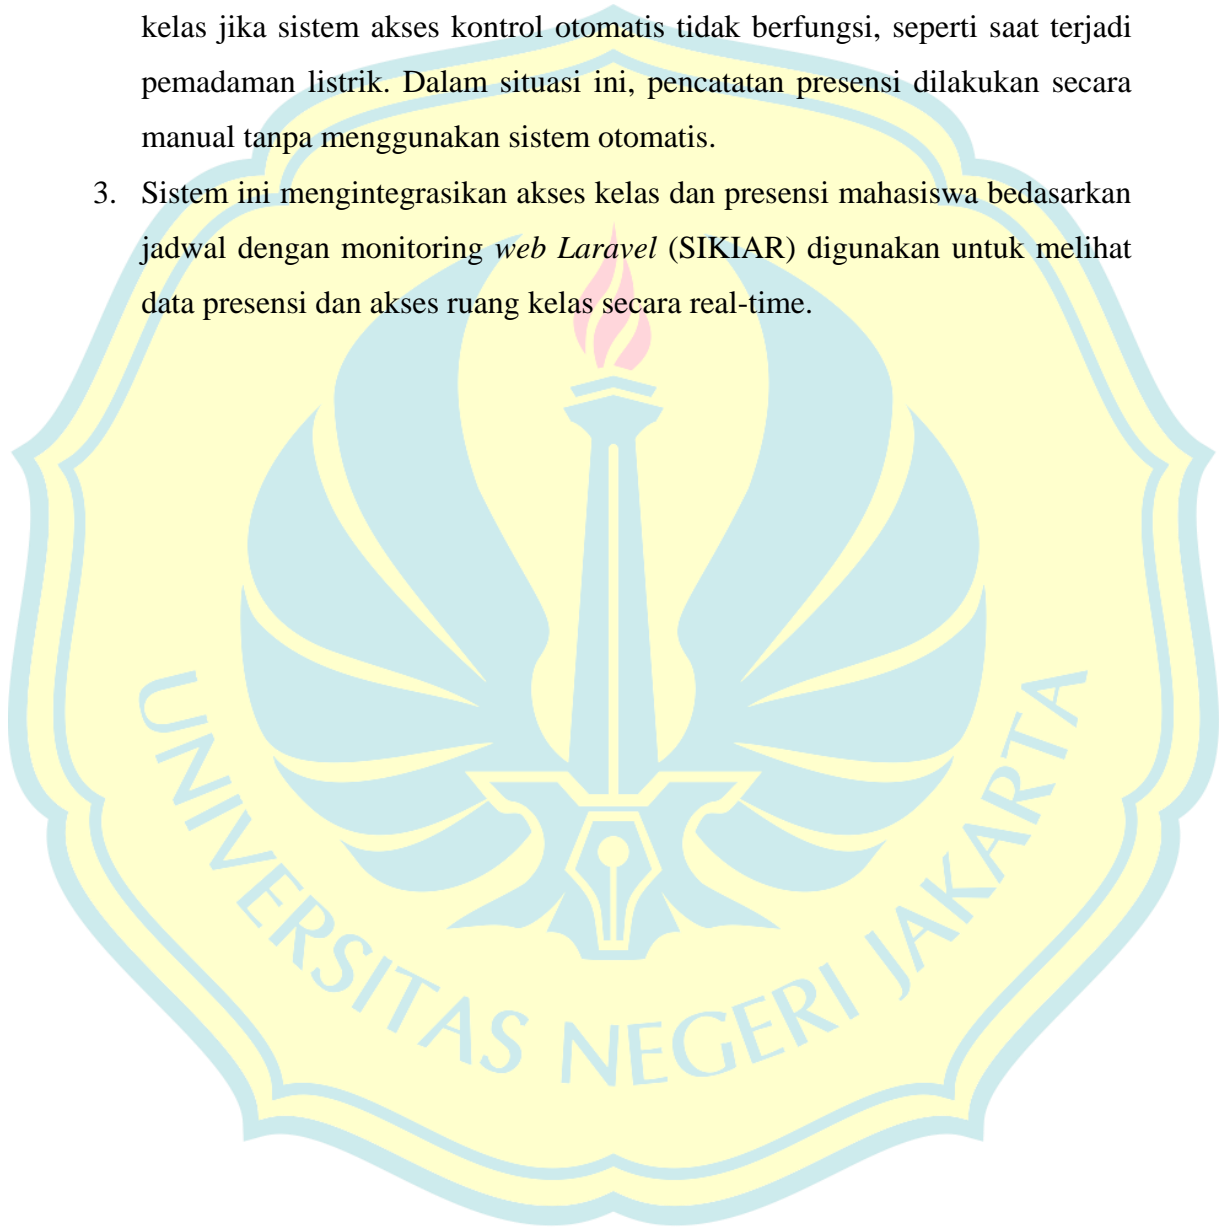 kelas jika sistem akses kontrol otomatis tidak berfungsi, seperti saat terjadi
pemadaman listrik. Dalam situasi ini, pencatatan presensi dilakukan secara
manual tanpa menggunakan sistem otomatis.
3. Sistem ini mengintegrasikan akses kelas dan presensi mahasiswa bedasarkan
jadwal dengan monitoring web Laravel (SIKIAR) digunakan untuk melihat
data presensi dan akses ruang kelas secara real-time.
UNIVERSITAS NEGERI JAKARTA